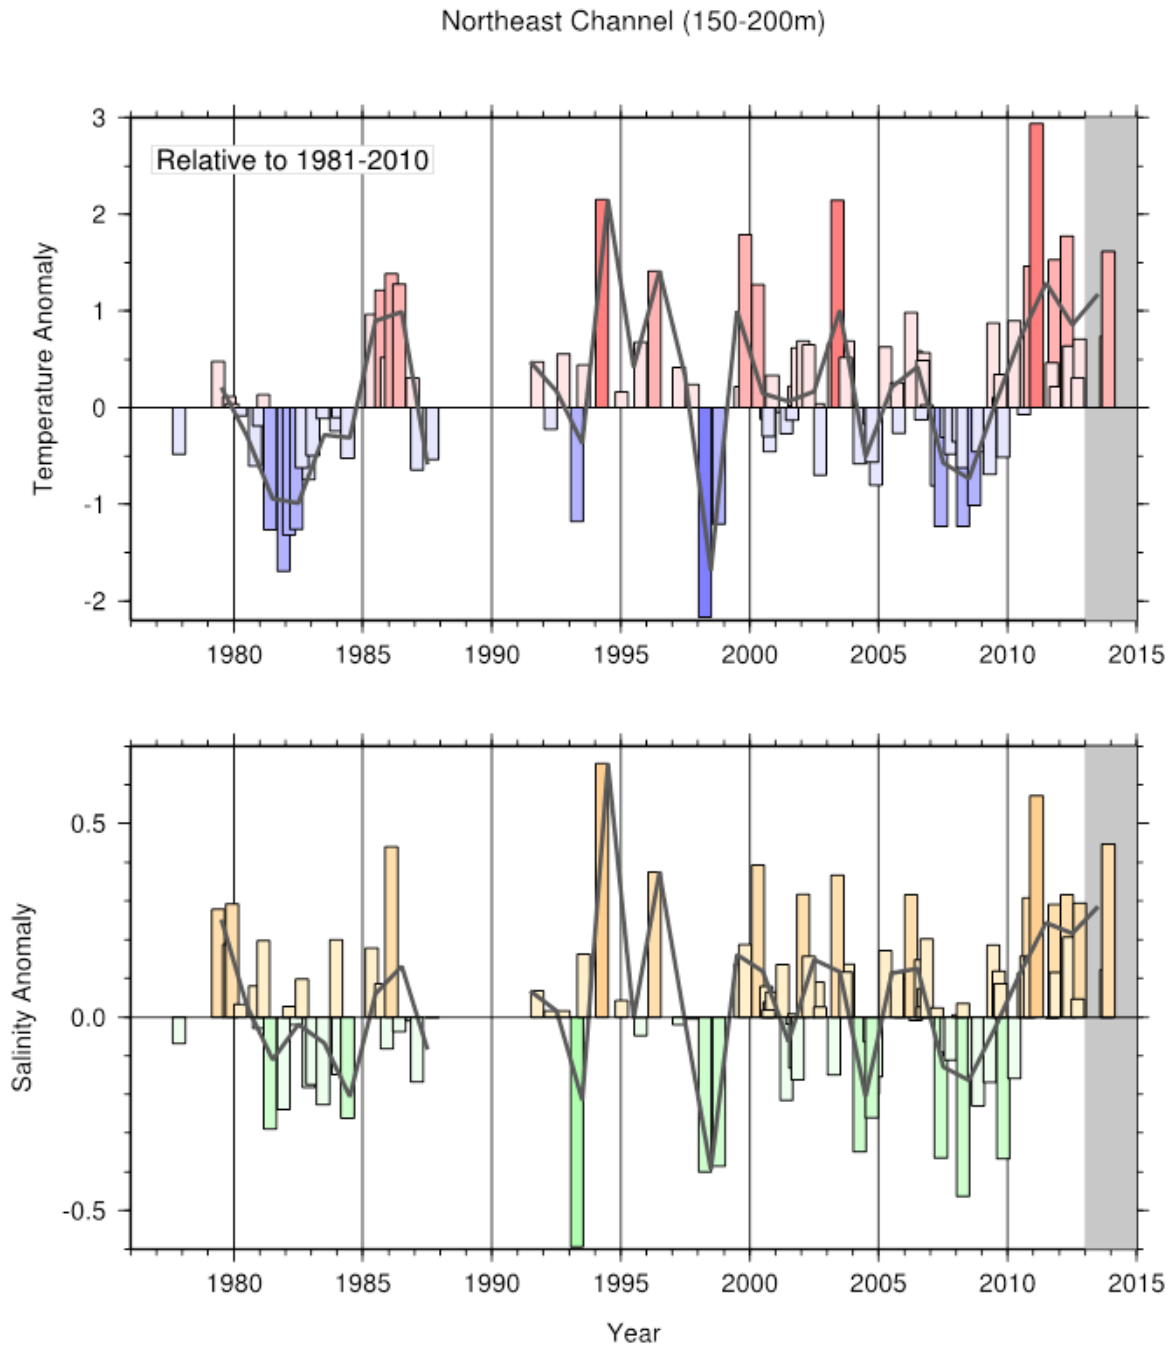 Northeast Channel (150-200m)
Relative to 1981-2010
Temperature Anomaly
3
2
1
0
-1
-2
1980 1985 1990 1995 2000 2005 2010 2015
Salinity Anomaly
0.5
0.0
-0.5
1980 1985 1990 1995 2000 2005 2010 2015
Year